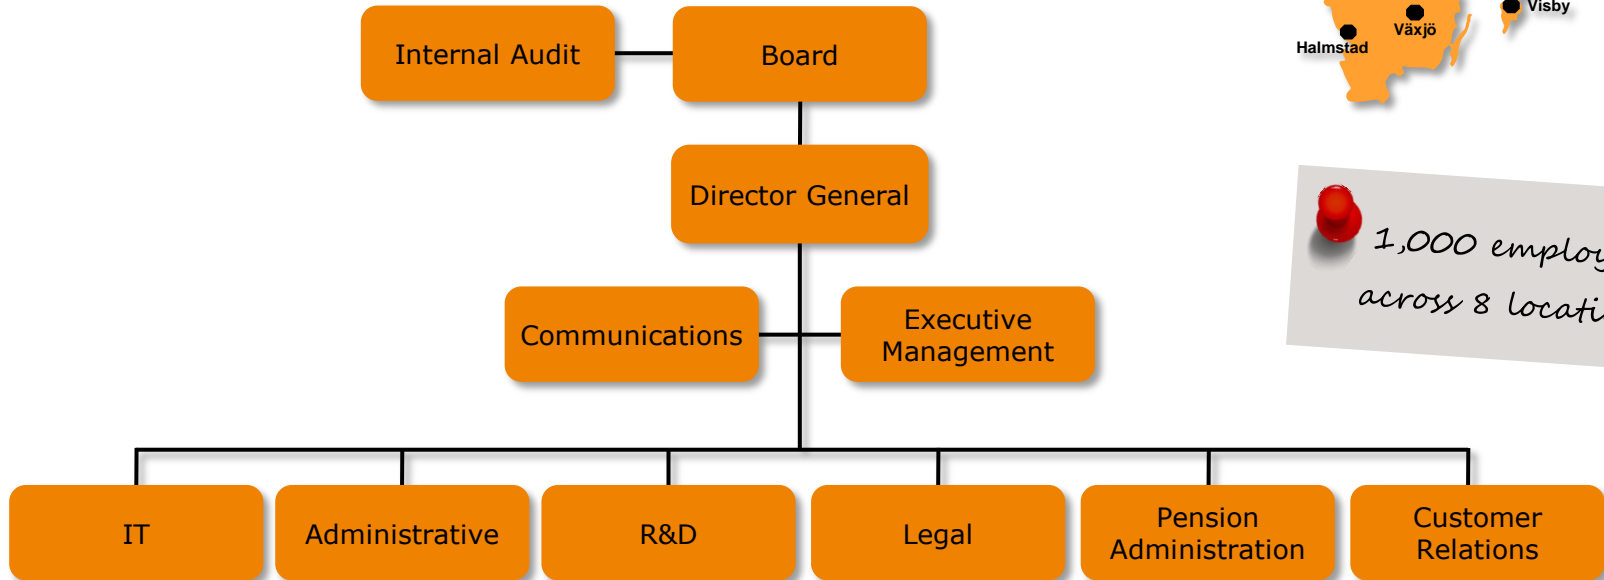 Visby
Växjö
Halmstad
Internal Audit
Board
Director General
1,000
across 8
Communications
Executive
Management
IT
Administrative
R&D
Legal
Pension
Administration
Customer
Relations